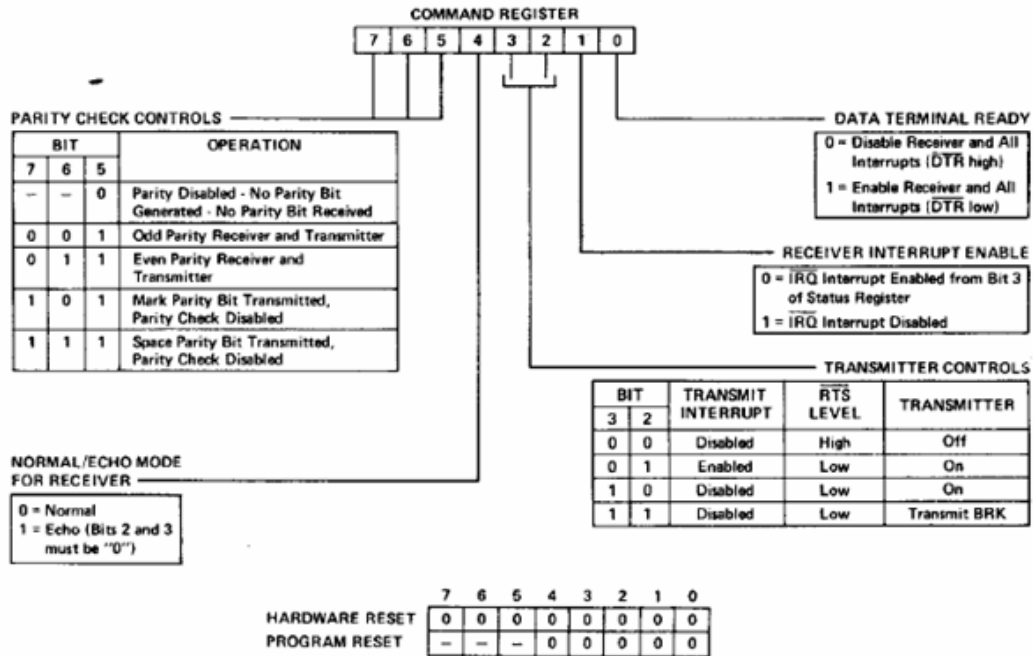 COMMAND REGISTER
7 6 5 4 3 2 1 0
PARITY CHECK CONTROLS
BIT OPERATION
7 6 5
– – 0 Parity Disabled - No Parity Bit
Generated - No Parity Bit Received
0 0 1 Odd Parity Receiver and Transmitter
0 1 1 Even Parity Receiver and
Transmitter
1 0 1 Mark Parity Bit Transmitted,
Parity Check Disabled
1 1 1 Space Parity Bit Transmitted,
Parity Check Disabled
NORMAL/ECHO MODE
FOR RECEIVER
0 = Normal
1 = Echo (Bits 2 and 3
must be "0")
DATA TERMINAL READY
0 = Disable Receiver and All
Interrupts (D̅T̅R̅ high)
1 = Enable Receiver and All
Interrupts (D̅T̅R̅ low)
RECEIVER INTERRUPT ENABLE
0 = I̅R̅Q̅ Interrupt Enabled from Bit 3
of Status Register
1 = I̅R̅Q̅ Interrupt Disabled
TRANSMITTER CONTROLS
BIT TRANSMIT INTERRUPT R̅T̅S̅ LEVEL TRANSMITTER
3 2
0 0 Disabled High Off
0 1 Enabled Low On
1 0 Disabled Low On
1 1 Disabled Low Transmit BRK
7 6 5 4 3 2 1 0
HARDWARE RESET 0 0 0 0 0 0 0 0
PROGRAM RESET – – – 0 0 0 0 0